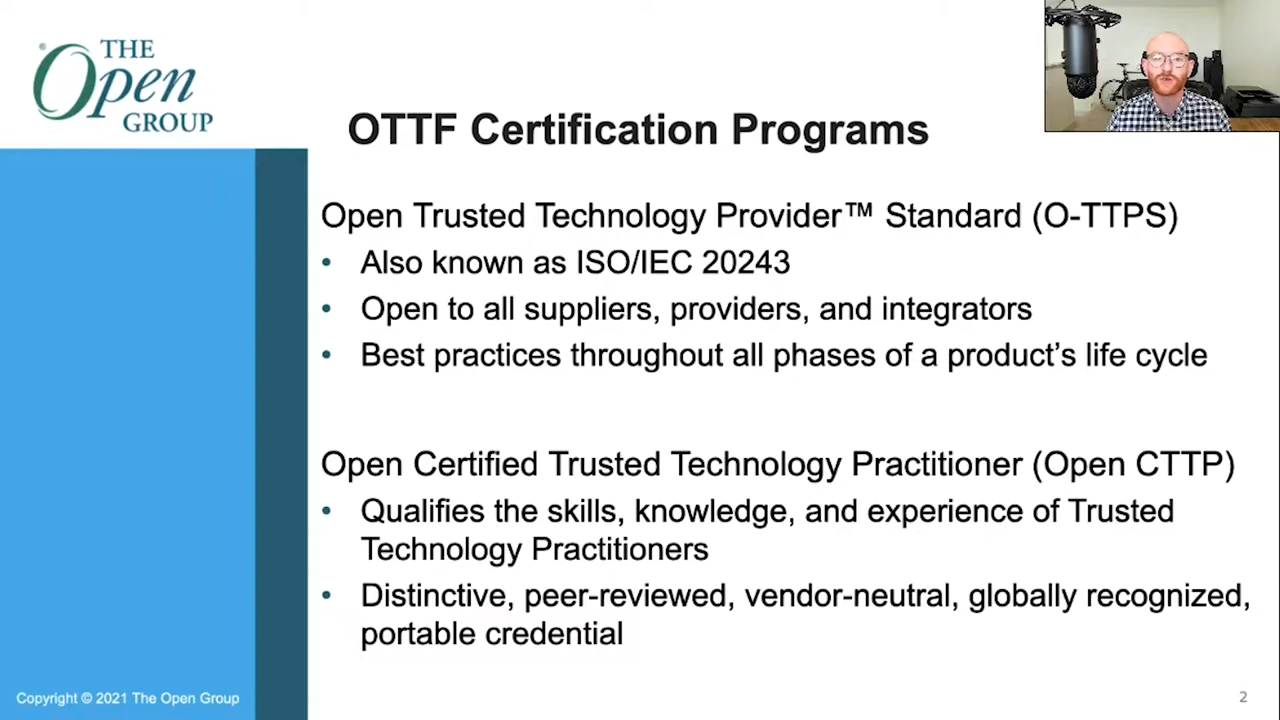 THE
Open
GROUP
OTTF Certification Programs
Open Trusted Technology Provider™ Standard (O-TTPS)
• Also known as ISO/IEC 20243
• Open to all suppliers, providers, and integrators
• Best practices throughout all phases of a product’s life cycle
Open Certified Trusted Technology Practitioner (Open CTTP)
• Qualifies the skills, knowledge, and experience of Trusted
Technology Practitioners
• Distinctive, peer-reviewed, vendor-neutral, globally recognized,
portable credential
Copyright © 2021 The Open Group
2